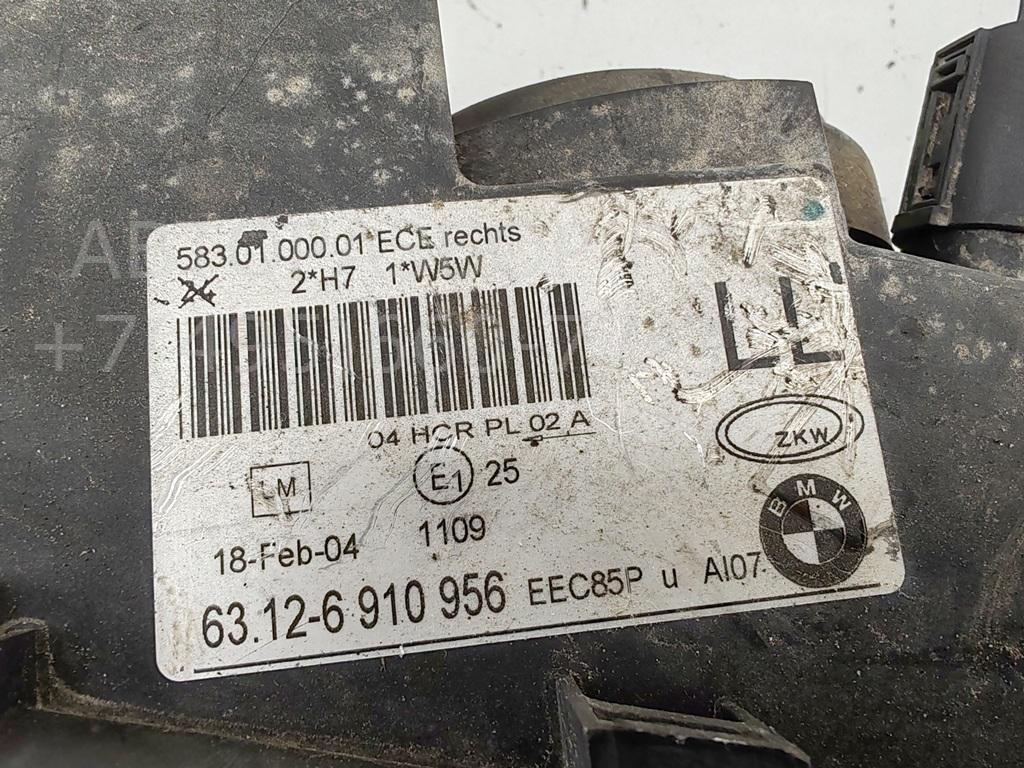 583.01.000.01 ECE rechts
2*H7 1*W5W
LL
04 HCR PL 02 A
ZKW
LM E1 25
BMW
18-Feb-04 1109
63.12-6 910 956 EEC85P u AI07